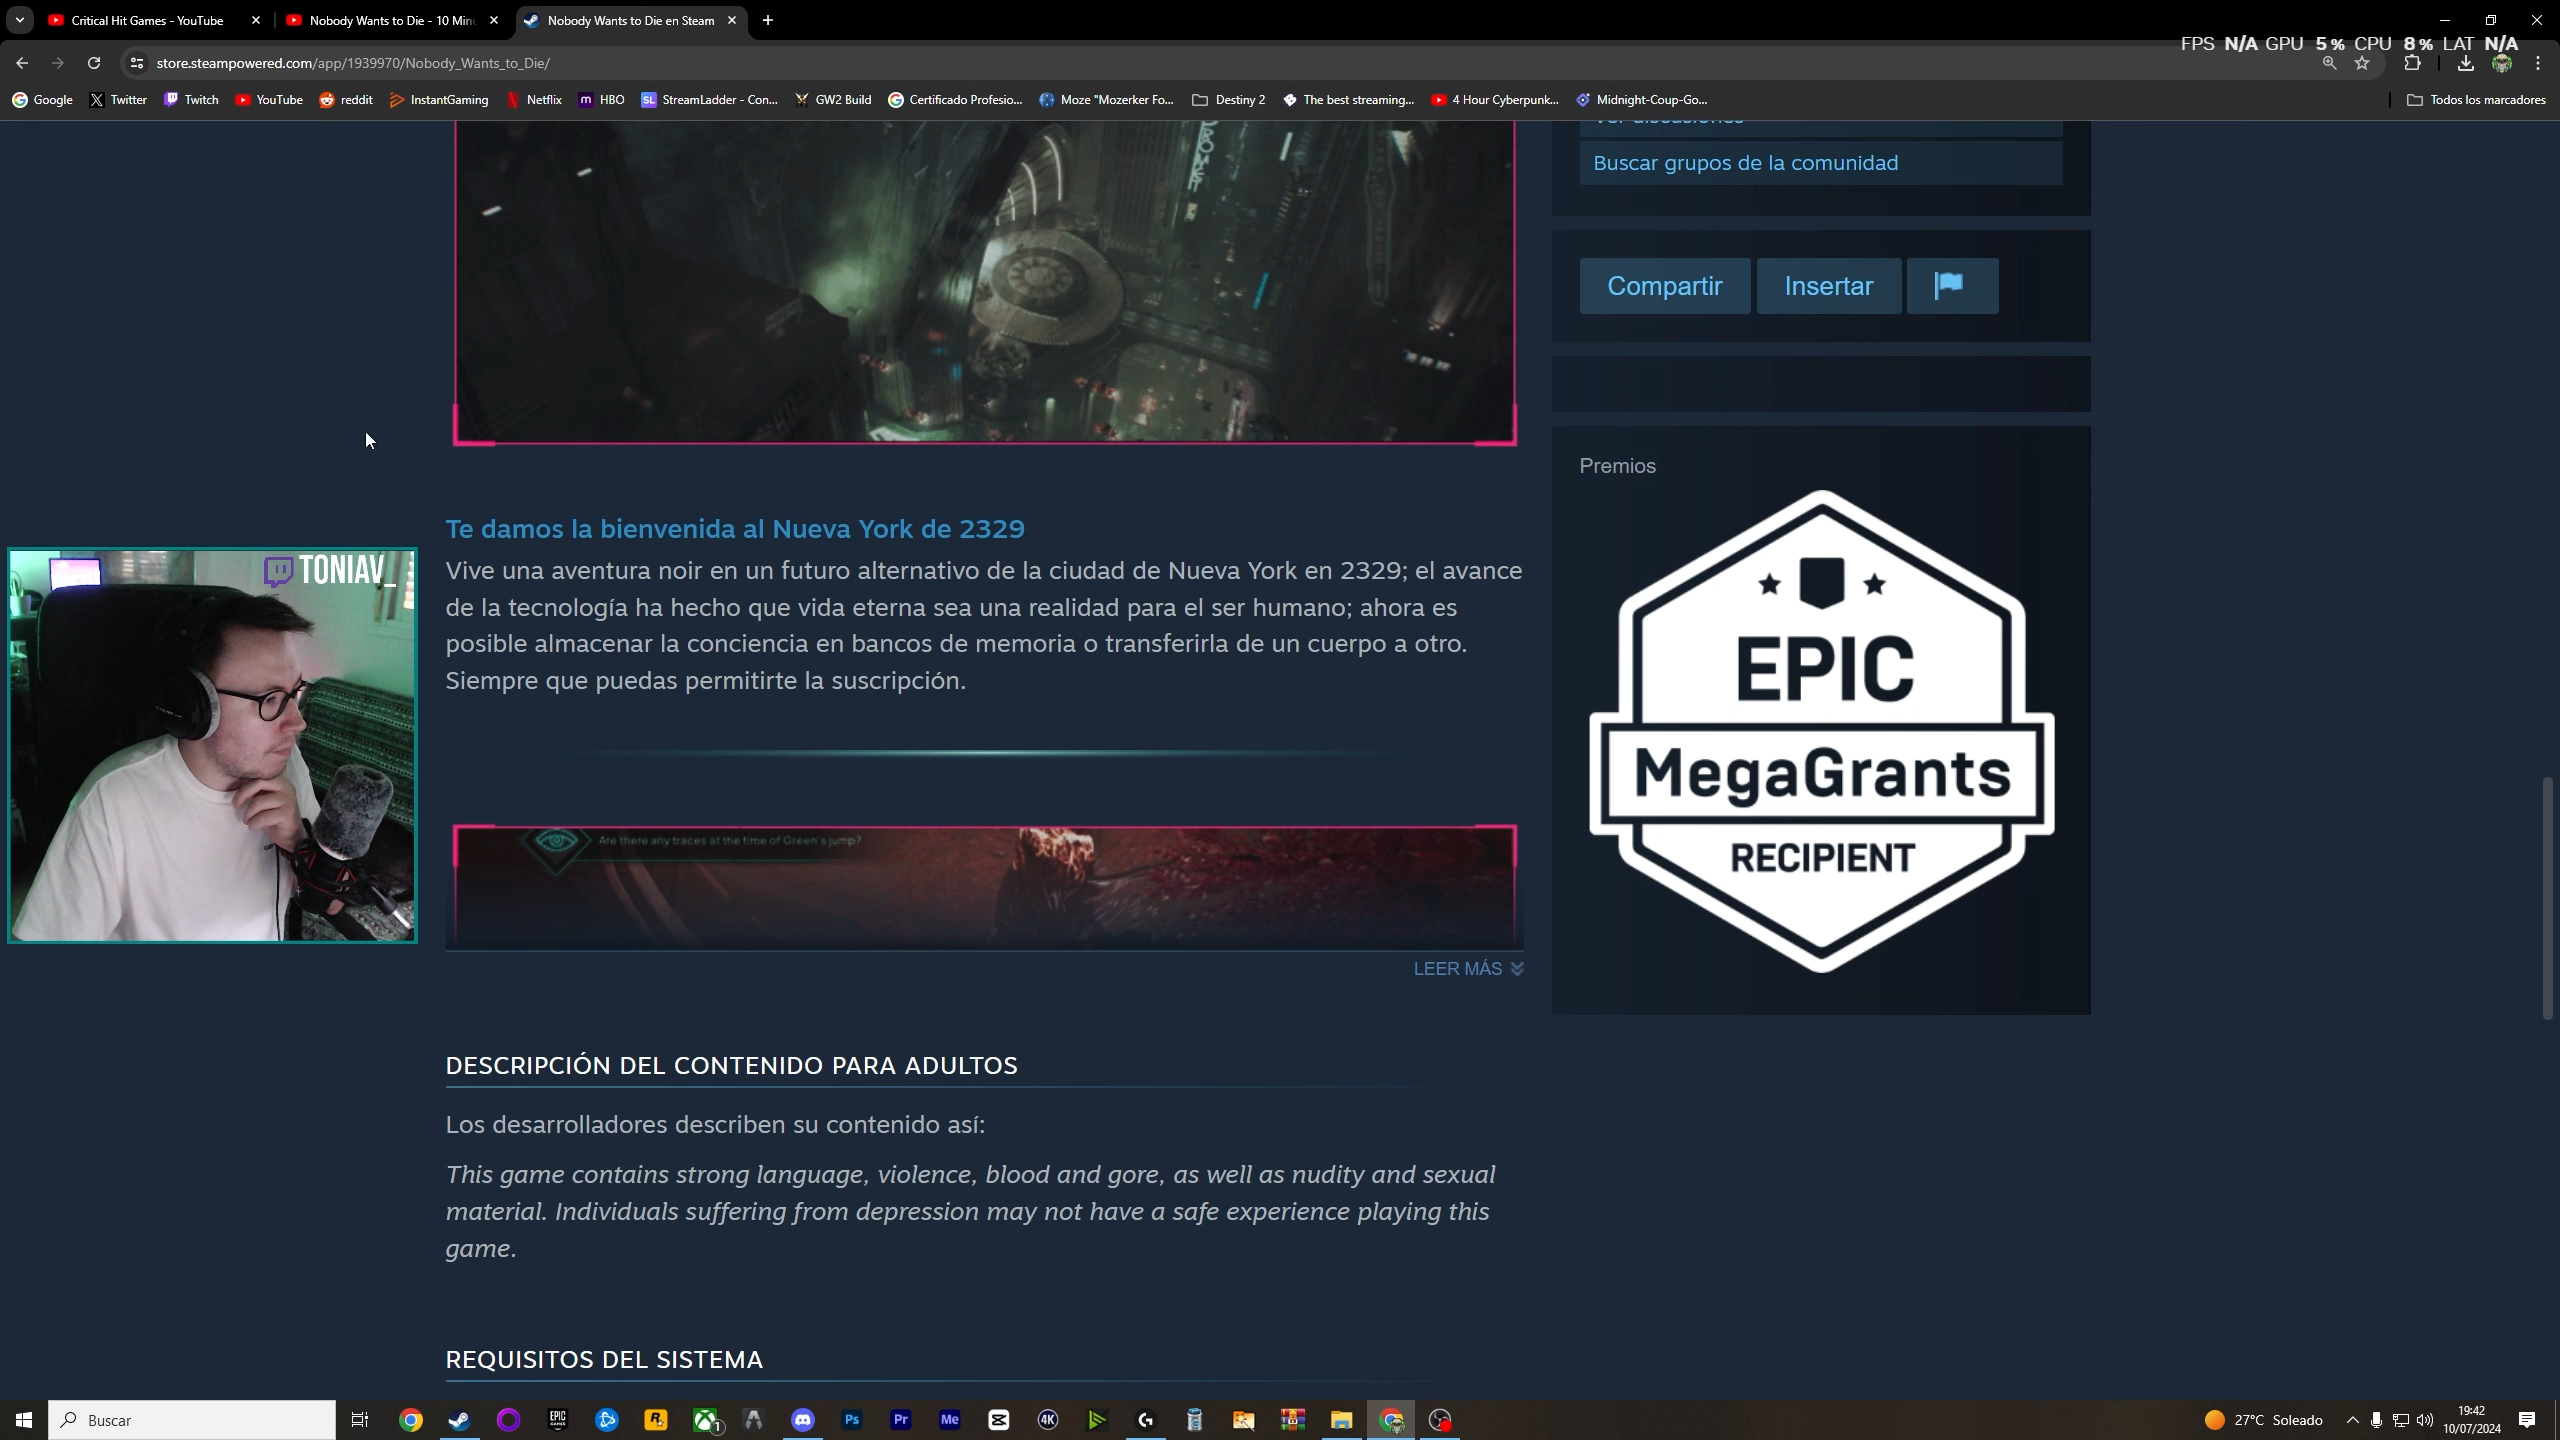 Critical Hit Games - YouTube
Nobody Wants to Die - 10 Minu
Nobody Wants to Die en Steam
FPS N/A GPU 5 % CPU 8 % LAT N/A
store.steampowered.com/app/1939970/Nobody_Wants_to_Die/
Google
Twitter
Twitch
YouTube
reddit
InstantGaming
Netflix
HBO
StreamLadder - Con...
GW2 Build
Certificado Profesio...
Moze "Mozerker Fo...
Destiny 2
The best streaming...
4 Hour Cyberpunk...
Midnight-Coup-Go...
Todos los marcadores
Ver discusiones
Buscar grupos de la comunidad
Compartir
Insertar
Premios
EPIC
MegaGrants
RECIPIENT
Te damos la bienvenida al Nueva York de 2329
Vive una aventura noir en un futuro alternativo de la ciudad de Nueva York en 2329; el avance
de la tecnología ha hecho que vida eterna sea una realidad para el ser humano; ahora es
posible almacenar la conciencia en bancos de memoria o transferirla de un cuerpo a otro.
Siempre que puedas permitirte la suscripción.
TONIAV_
Are there any traces at the time of Green's jump?
LEER MÁS
DESCRIPCIÓN DEL CONTENIDO PARA ADULTOS
Los desarrolladores describen su contenido así:
This game contains strong language, violence, blood and gore, as well as nudity and sexual
material. Individuals suffering from depression may not have a safe experience playing this
game.
REQUISITOS DEL SISTEMA
Buscar
27°C Soleado
19:42
10/07/2024